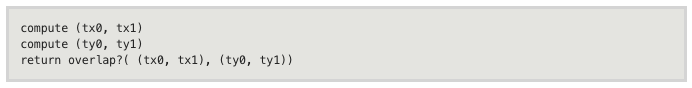 compute (tx0, tx1)
compute (ty0, ty1)
return overlap?( (tx0, tx1), (ty0, ty1))